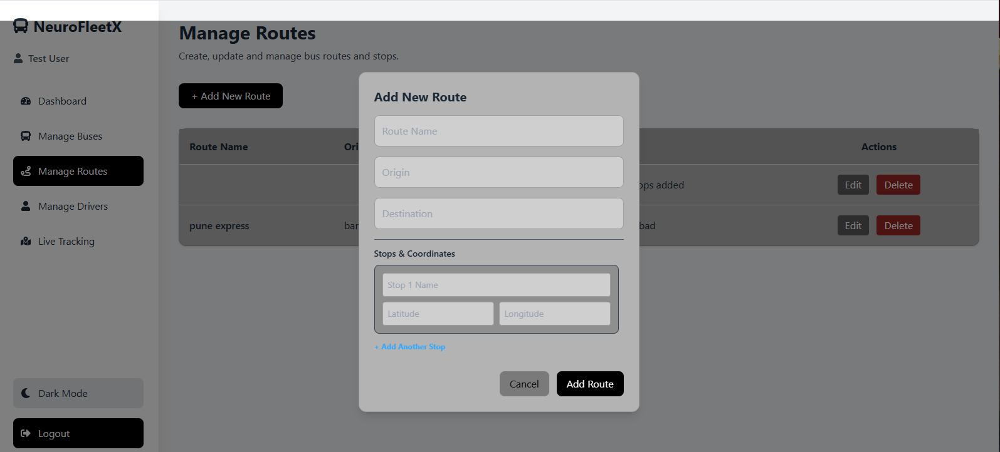 NeuroFleetX
Test User
Dashboard
Manage Buses
Manage Routes
Manage Drivers
Live Tracking
Dark Mode
Logout
Manage Routes
Create, update and manage bus routes and stops.
+ Add New Route
Route Name Ori Actions
ops added Edit Delete
pune express bar bad Edit Delete
Add New Route
Route Name
Origin
Destination
Stops & Coordinates
Stop 1 Name
Latitude Longitude
+ Add Another Stop
Cancel Add Route